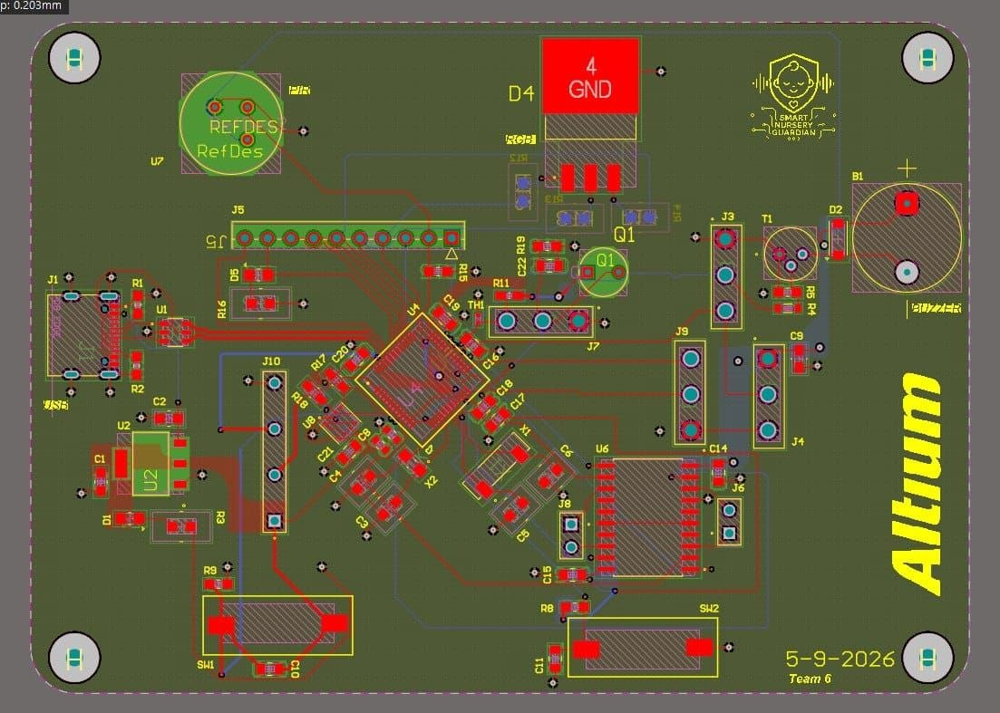 p: 0.203mm
H
H
4
GND
D4
PIR
REFDES
RefDes
U7
RGB
SMART
NURSERY
GUARDIAN
R12
R13
B1
J5
J5
Q1
Q1
J3
T1
D2
R19
C22
D5
R15
R16
R11
TH1
J7
R5
R4
BUZZER
J1
J1
R1
U1
R2
USB
U4
U4
C19
C16
C20
R17
R18
J10
J9
C9
J4
C18
C17
C2
U2
U2
U8
C21
C8
C4
C3
X2
X1
C6
C5
U6
C14
J6
J8
C1
D1
R3
C15
R9
R8
SW1
C10
SW2
C11
Altium
5-9-2026
Team 6
H
H